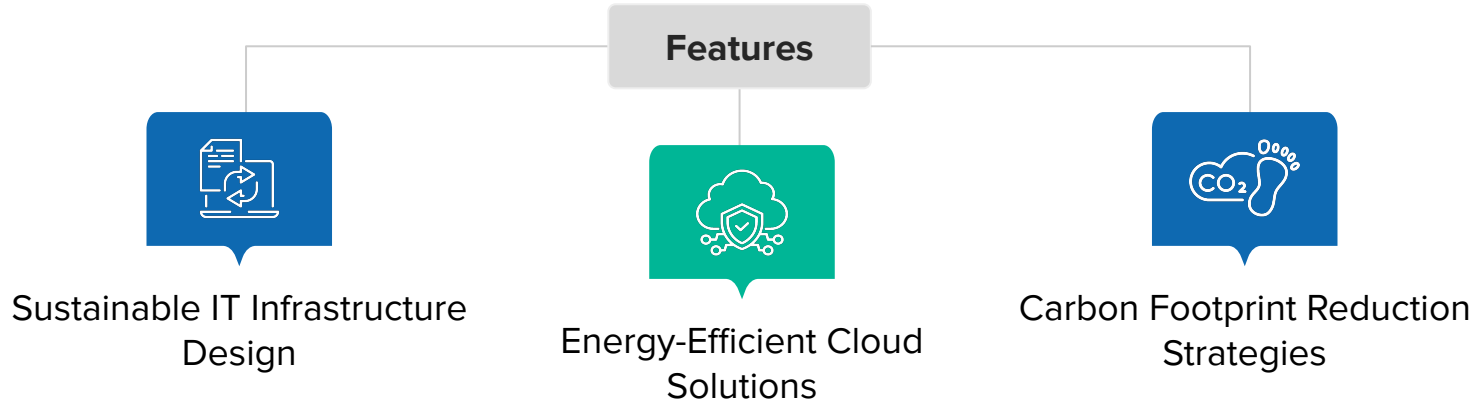 Features
Sustainable IT Infrastructure
Design
Energy-Efficient Cloud
Solutions
CO₂
Carbon Footprint Reduction
Strategies